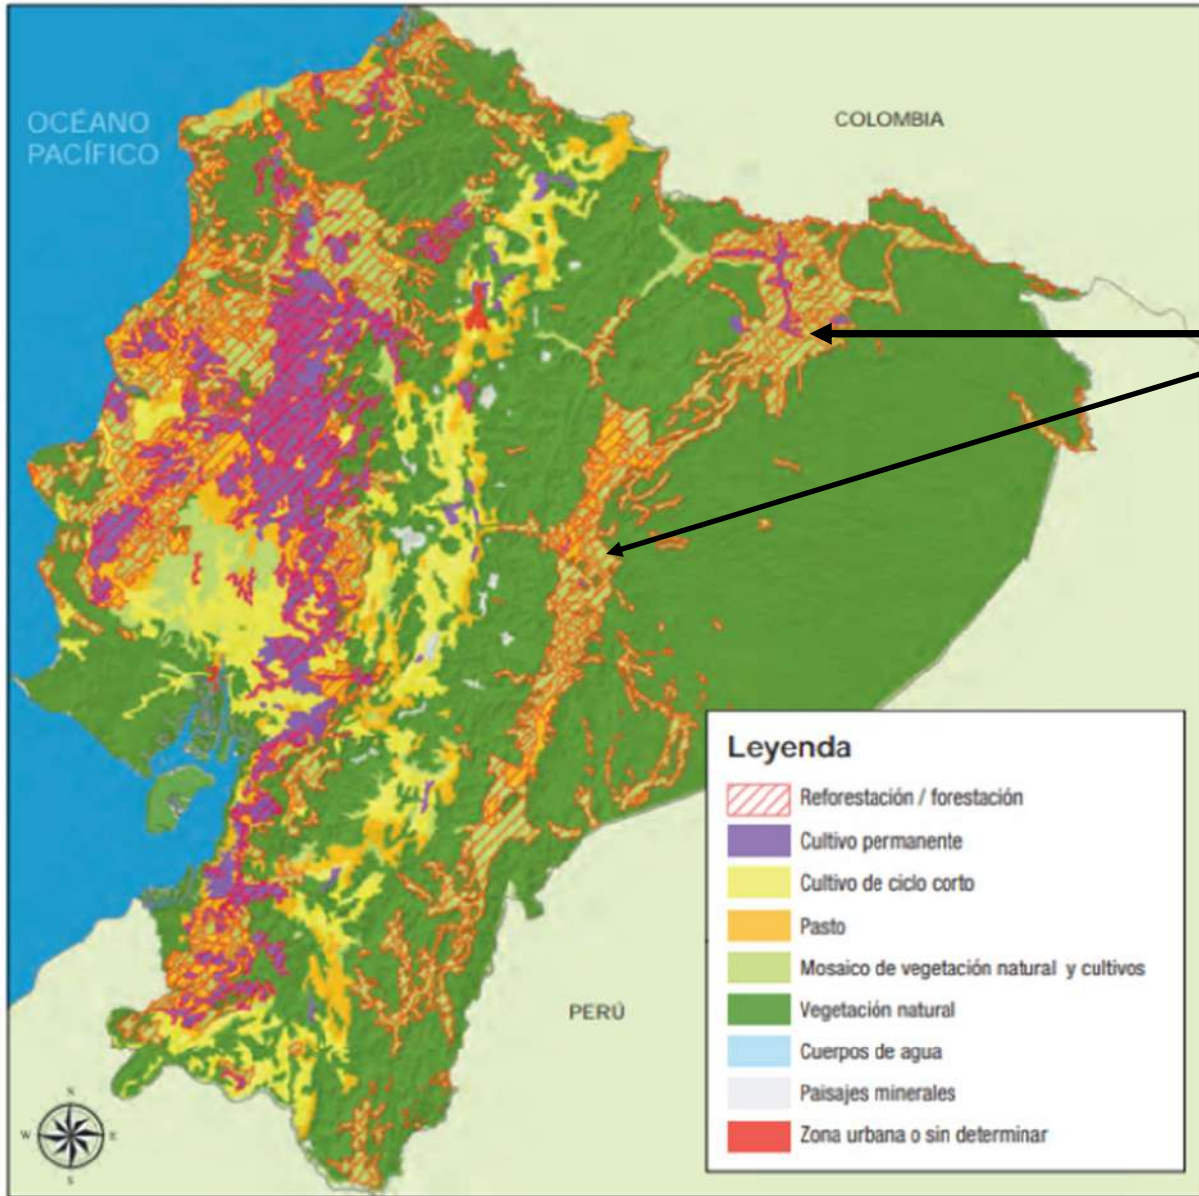 OCÉANO
PACÍFICO
COLOMBIA
PERÚ
Leyenda
Reforestación / forestación
Cultivo permanente
Cultivo de ciclo corto
Pasto
Mosaico de vegetación natural y cultivos
Vegetación natural
Cuerpos de agua
Paisajes minerales
Zona urbana o sin determinar
N
W E
S